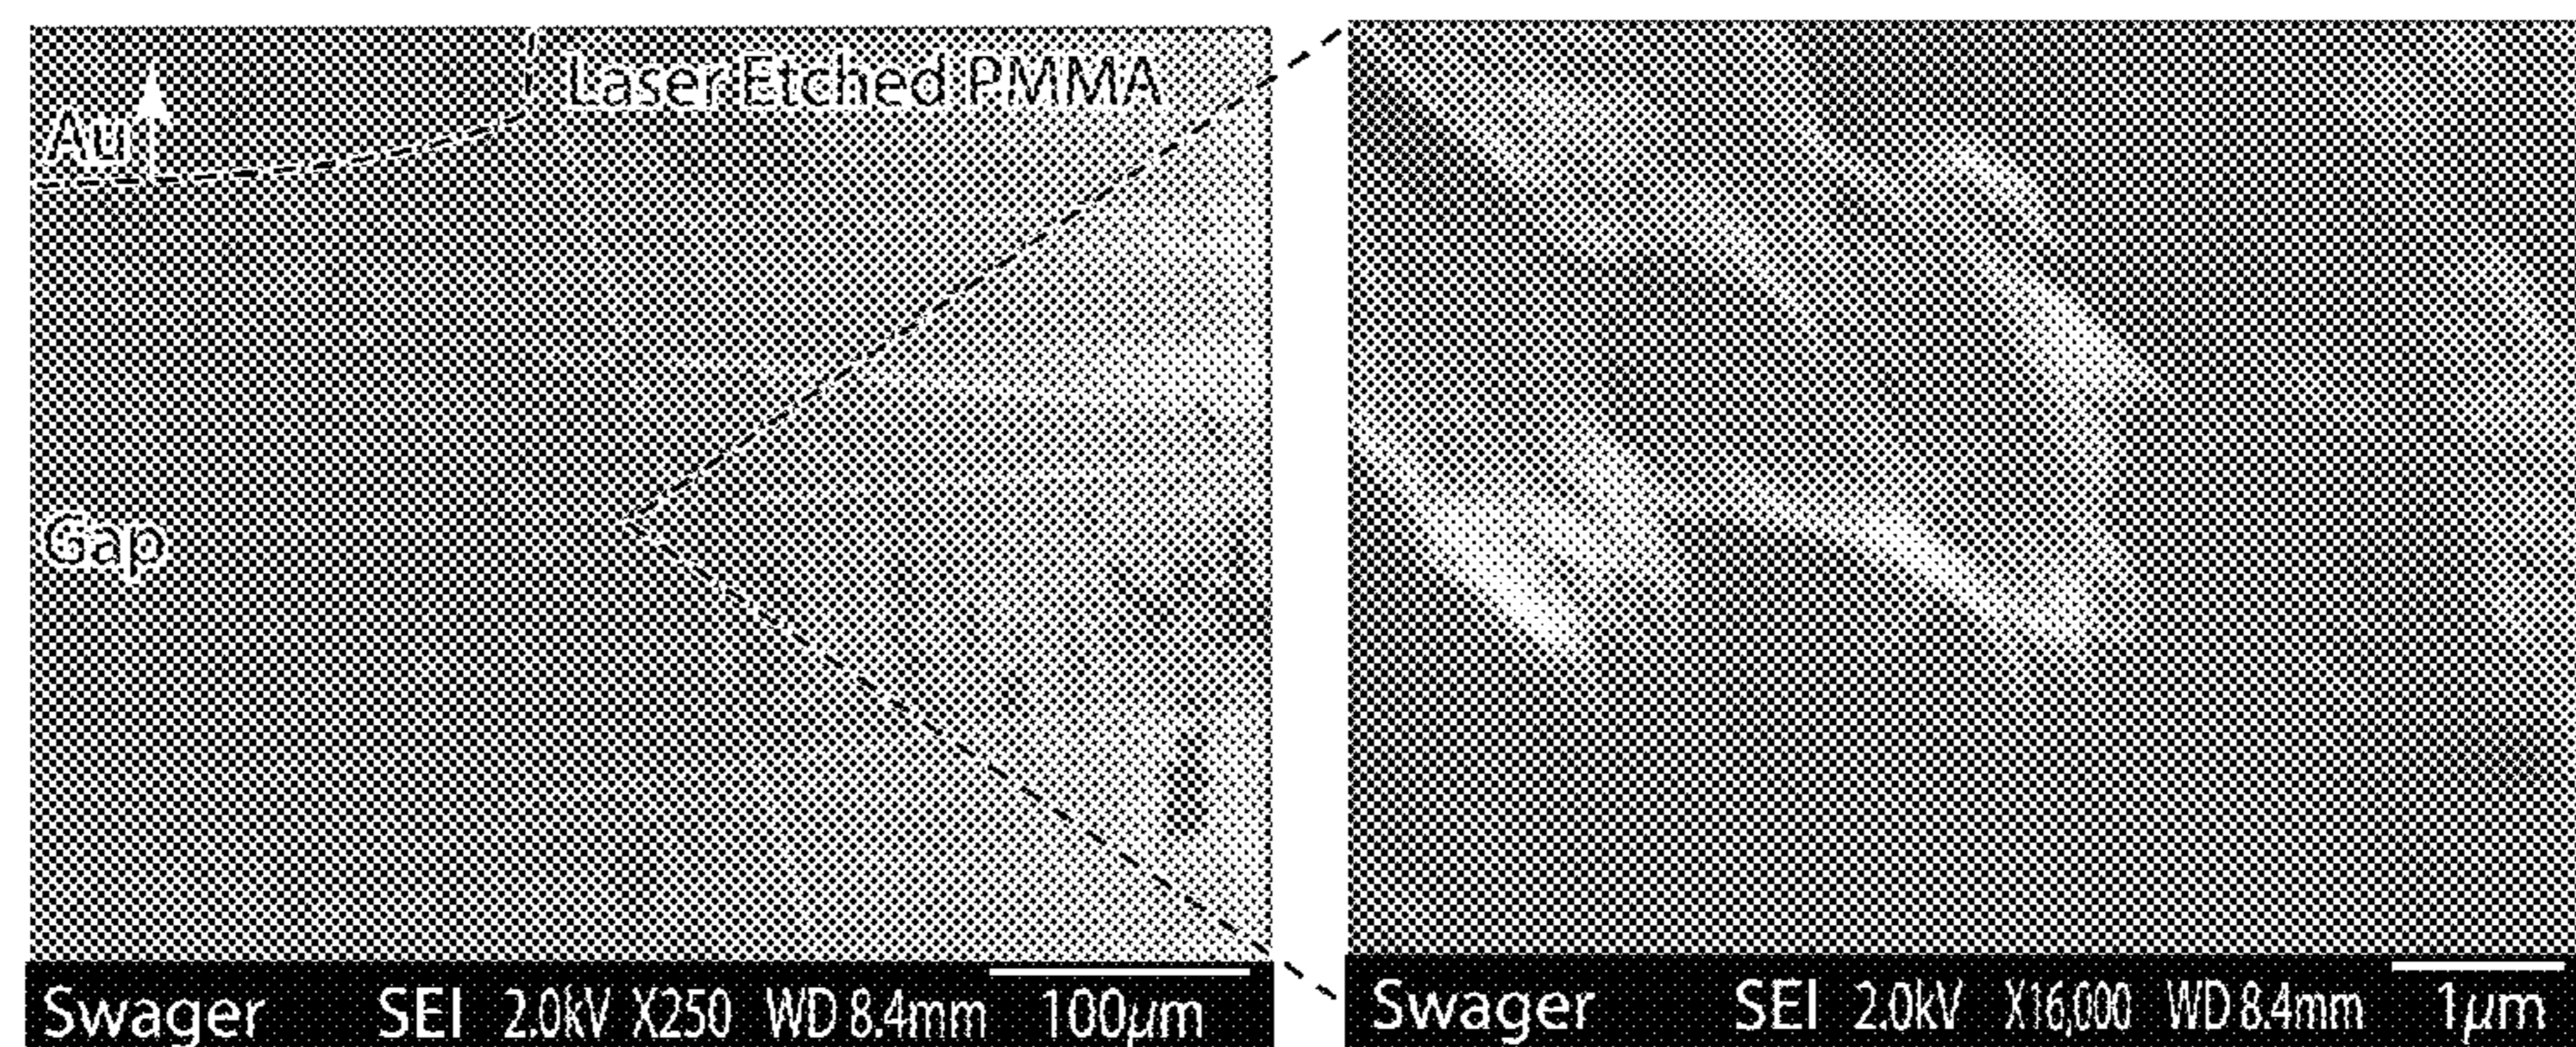 Laser Etched PMMA
Au
Gap
Swager SEI 2.0kV X250 WD 8.4mm 100μm
Swager SEI 2.0kV X16,000 WD 8.4mm 1μm